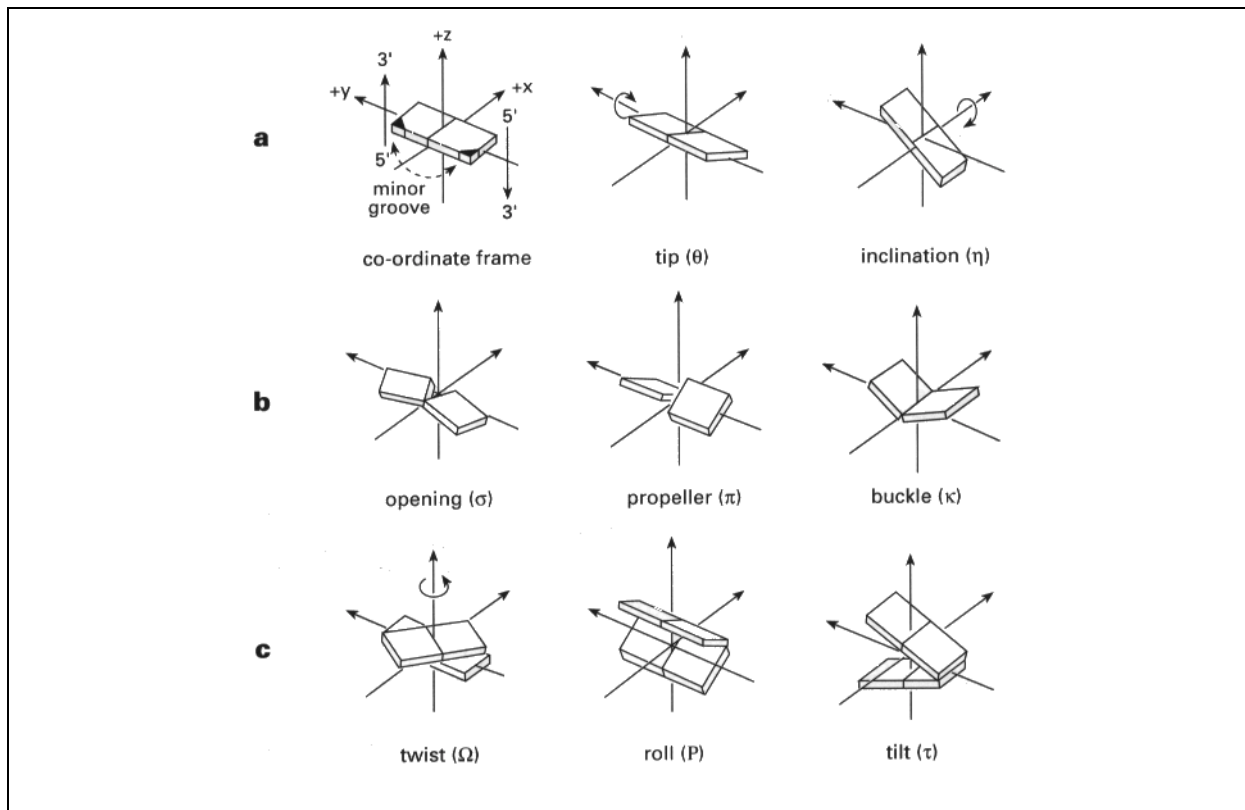 +z
3'
+y
+x
5'
a
5'
minor
groove
3'
co-ordinate frame
tip (θ)
inclination (η)
b
opening (σ)
propeller (π)
buckle (κ)
c
twist (Ω)
roll (P)
tilt (τ)